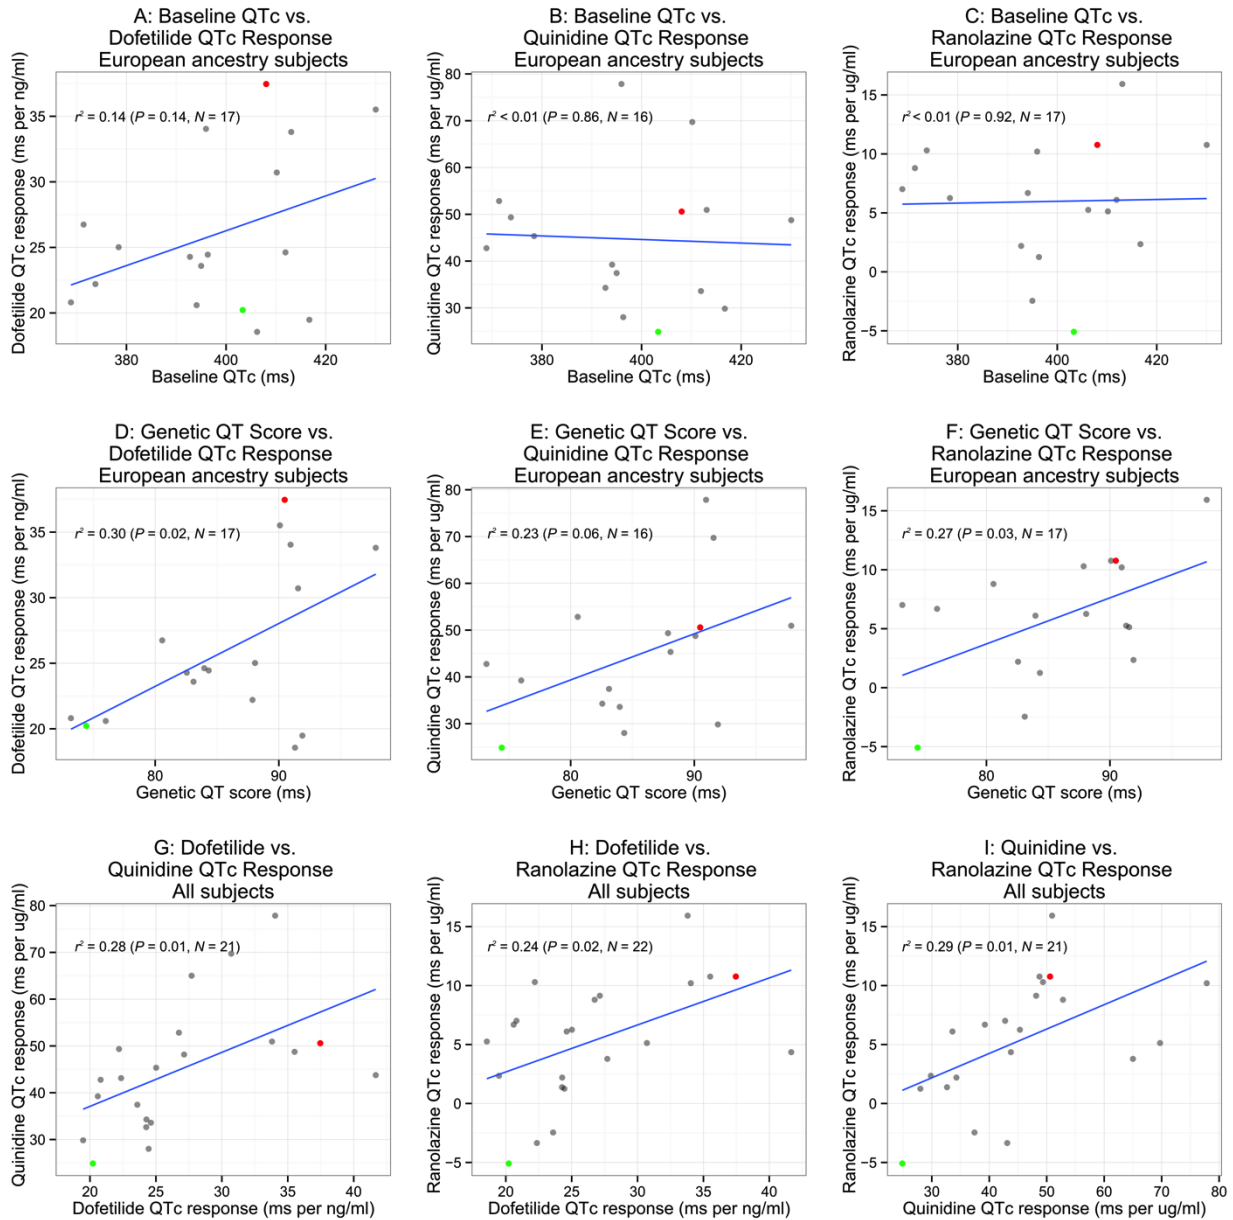 A: Baseline QTc vs.
Dofetilide QTc Response
European ancestry subjects
Dofetilide QTc response (ms per ng/ml)
35
30
25
20
r² = 0.14 (P = 0.14, N = 17)
380 400 420
Baseline QTc (ms)
B: Baseline QTc vs.
Quinidine QTc Response
European ancestry subjects
Quinidine QTc response (ms per ug/ml)
80
70
60
50
40
30
r² < 0.01 (P = 0.86, N = 16)
380 400 420
Baseline QTc (ms)
C: Baseline QTc vs.
Ranolazine QTc Response
European ancestry subjects
Ranolazine QTc response (ms per ug/ml)
15
10
5
0
−5
r² < 0.01 (P = 0.92, N = 17)
380 400 420
Baseline QTc (ms)
D: Genetic QT Score vs.
Dofetilide QTc Response
European ancestry subjects
Dofetilide QTc response (ms per ng/ml)
35
30
25
20
r² = 0.30 (P = 0.02, N = 17)
80 90
Genetic QT score (ms)
E: Genetic QT Score vs.
Quinidine QTc Response
European ancestry subjects
Quinidine QTc response (ms per ug/ml)
80
70
60
50
40
30
r² = 0.23 (P = 0.06, N = 16)
80 90
Genetic QT score (ms)
F: Genetic QT Score vs.
Ranolazine QTc Response
European ancestry subjects
Ranolazine QTc response (ms per ug/ml)
15
10
5
0
−5
r² = 0.27 (P = 0.03, N = 17)
80 90
Genetic QT score (ms)
G: Dofetilide vs.
Quinidine QTc Response
All subjects
Quinidine QTc response (ms per ug/ml)
80
70
60
50
40
30
r² = 0.28 (P = 0.01, N = 21)
20 25 30 35 40
Dofetilide QTc response (ms per ng/ml)
H: Dofetilide vs.
Ranolazine QTc Response
All subjects
Ranolazine QTc response (ms per ug/ml)
15
10
5
0
−5
r² = 0.24 (P = 0.02, N = 22)
20 25 30 35 40
Dofetilide QTc response (ms per ng/ml)
I: Quinidine vs.
Ranolazine QTc Response
All subjects
Ranolazine QTc response (ms per ug/ml)
15
10
5
0
−5
r² = 0.29 (P = 0.01, N = 21)
30 40 50 60 70 80
Quinidine QTc response (ms per ug/ml)